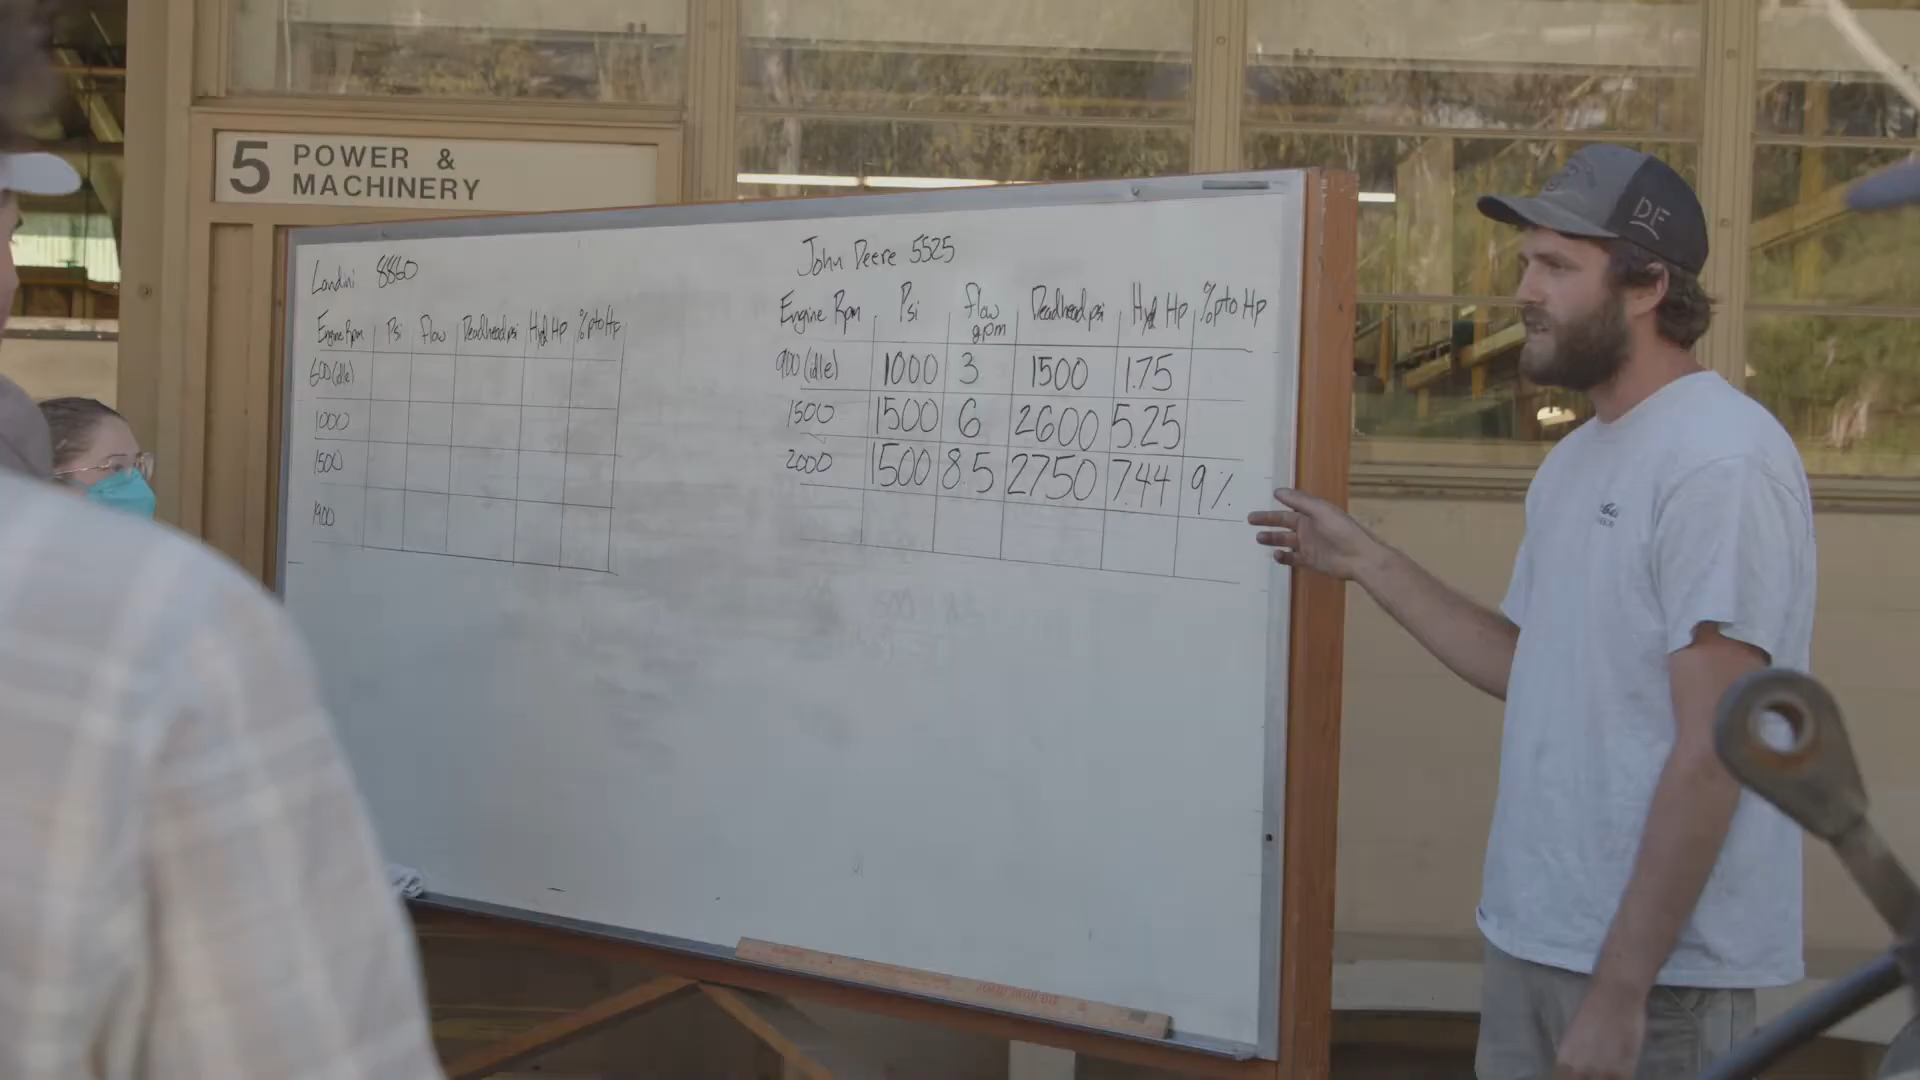 5 POWER &
MACHINERY
Landini 8860
Engine Rpm Psi Flow Deadhead psi Hyd Hp % pto Hp
600 (idle)
1000
1500
1900
John Deere 5525
Engine Rpm Psi flow gpm Deadhead psi Hyd Hp % pto Hp
900 (idle) 1000 3 1500 1.75
1500 1500 6 2600 5.25
2000 1500 8.5 2750 7.44 9%
DF